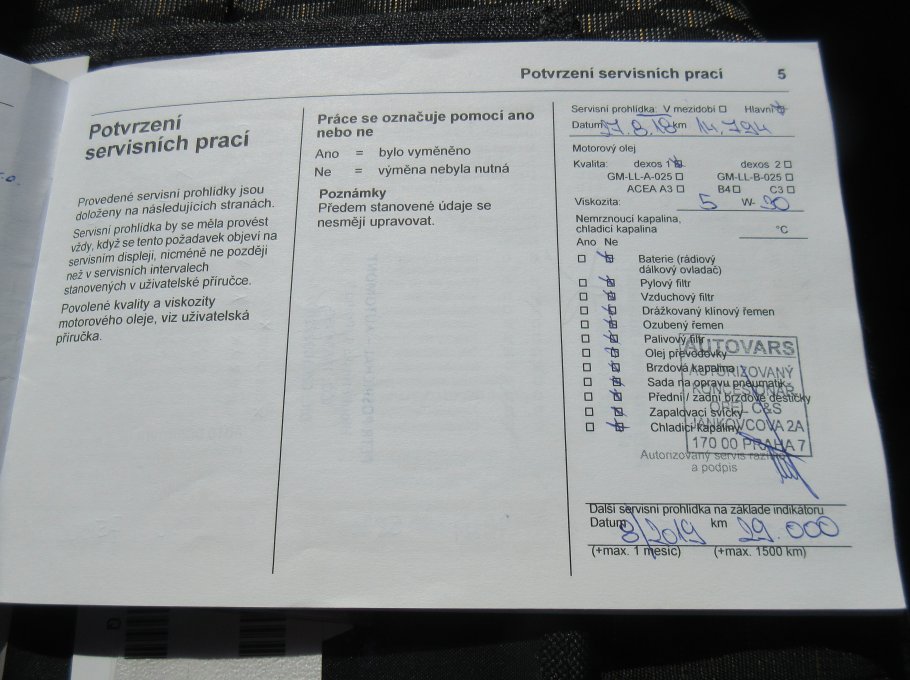 Potvrzení servisních prací 5
Potvrzení
servisních prací
Provedené servisní prohlídky jsou
doloženy na následujících stranách.
Servisní prohlídka by se měla provést
vždy, když se tento požadavek objeví na
servisním displeji, nicméně ne později
než v servisních intervalech
stanovených v uživatelské příručce.
Povolené kvality a viskozity
motorového oleje, viz uživatelská
příručka.
Práce se označuje pomocí ano
nebo ne
Ano = bylo vyměněno
Ne = výměna nebyla nutná
Poznámky
Předem stanovené údaje se
nesmějí upravovat.
Servisní prohlídka: V mezidobí ☐ Hlavní ☒
Datum 27.8.18 km 14.794
Motorový olej
Kvalita: dexos 1 ☒ dexos 2 ☐
GM-LL-A-025 ☐ GM-LL-B-025 ☐
ACEA A3 ☐ B4 ☐ C3 ☐
Viskozita: 5 W- 30
Nemrznoucí kapalina,
chladicí kapalina °C
Ano Ne
☐ ☒ Baterie (rádiový
dálkový ovladač)
☐ ☒ Pylový filtr
☐ ☒ Vzduchový filtr
☐ ☒ Drážkovaný klínový řemen
☐ ☒ Ozubený řemen
☐ ☒ Palivový filtr
☐ ☒ Olej převodovky
☐ ☒ Brzdová kapalina
☐ ☒ Sada na opravu pneumatik
☐ ☒ Přední / zadní brzdové destičky
☐ ☒ Zapalovací svíčky
☐ ☒ Chladicí kapaliny
AUTOVARS
AUTORIZOVANÝ
KONCESIONÁŘ
OPEL C&S
JANKOVCOVA 2A
170 00 PRAHA 7
Autorizovaný servis razítko
a podpis
Další servisní prohlídka na základě indikátoru
Datum 8/2019 km 29.000
(+max. 1 měsíc) (+max. 1500 km)